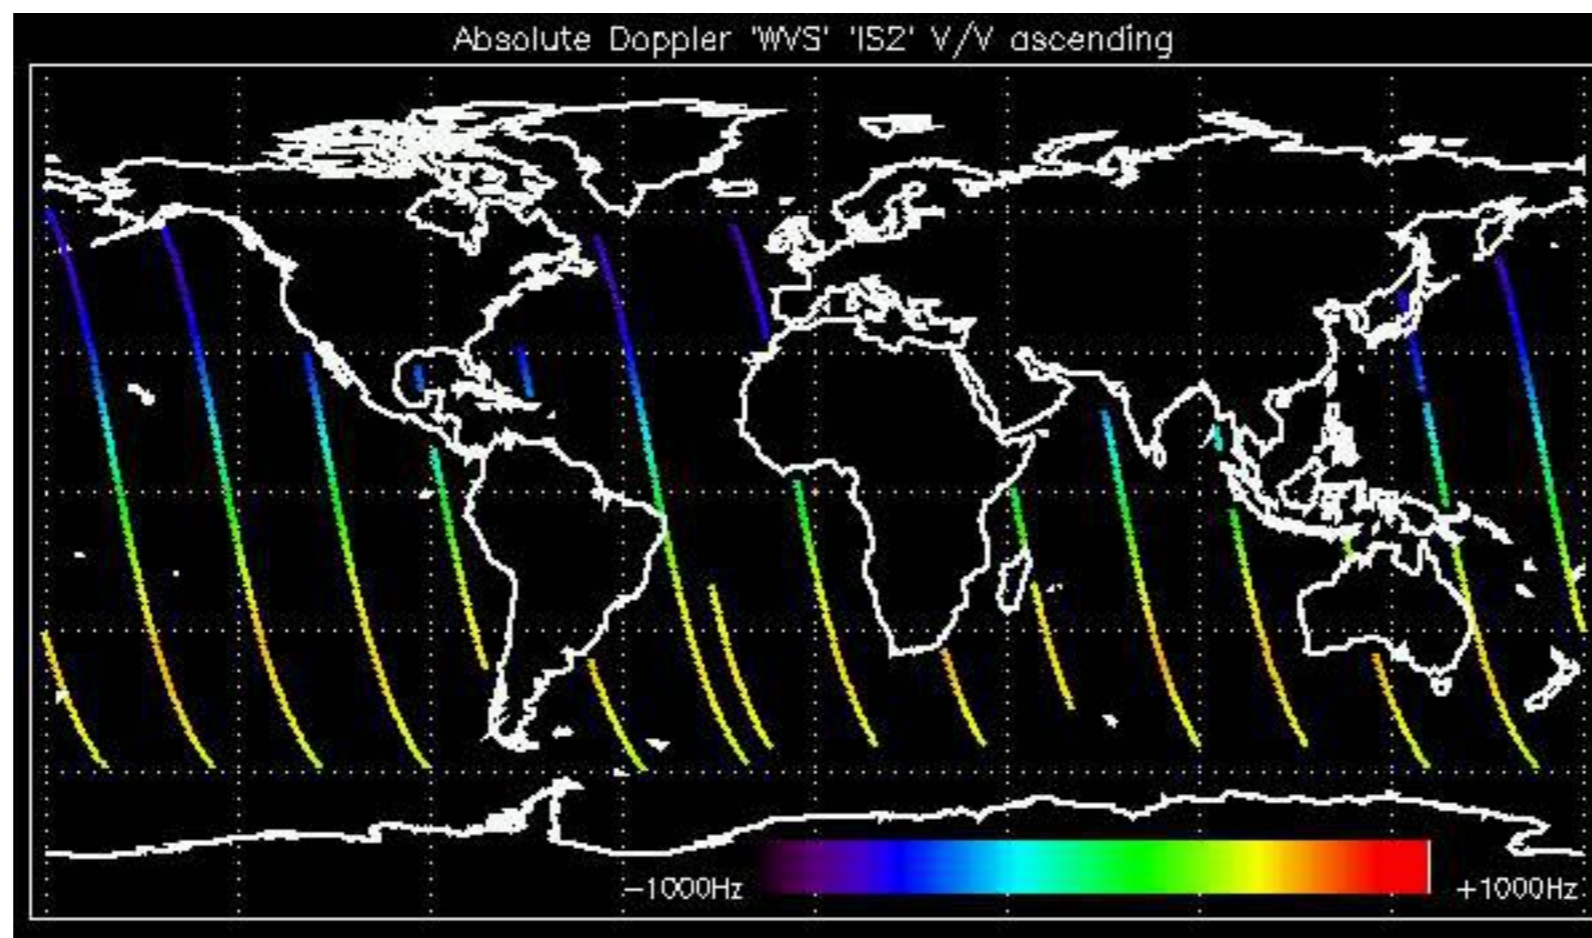 Absolute Doppler 'WVS' 'IS2' V/V ascending
−1000Hz +1000Hz